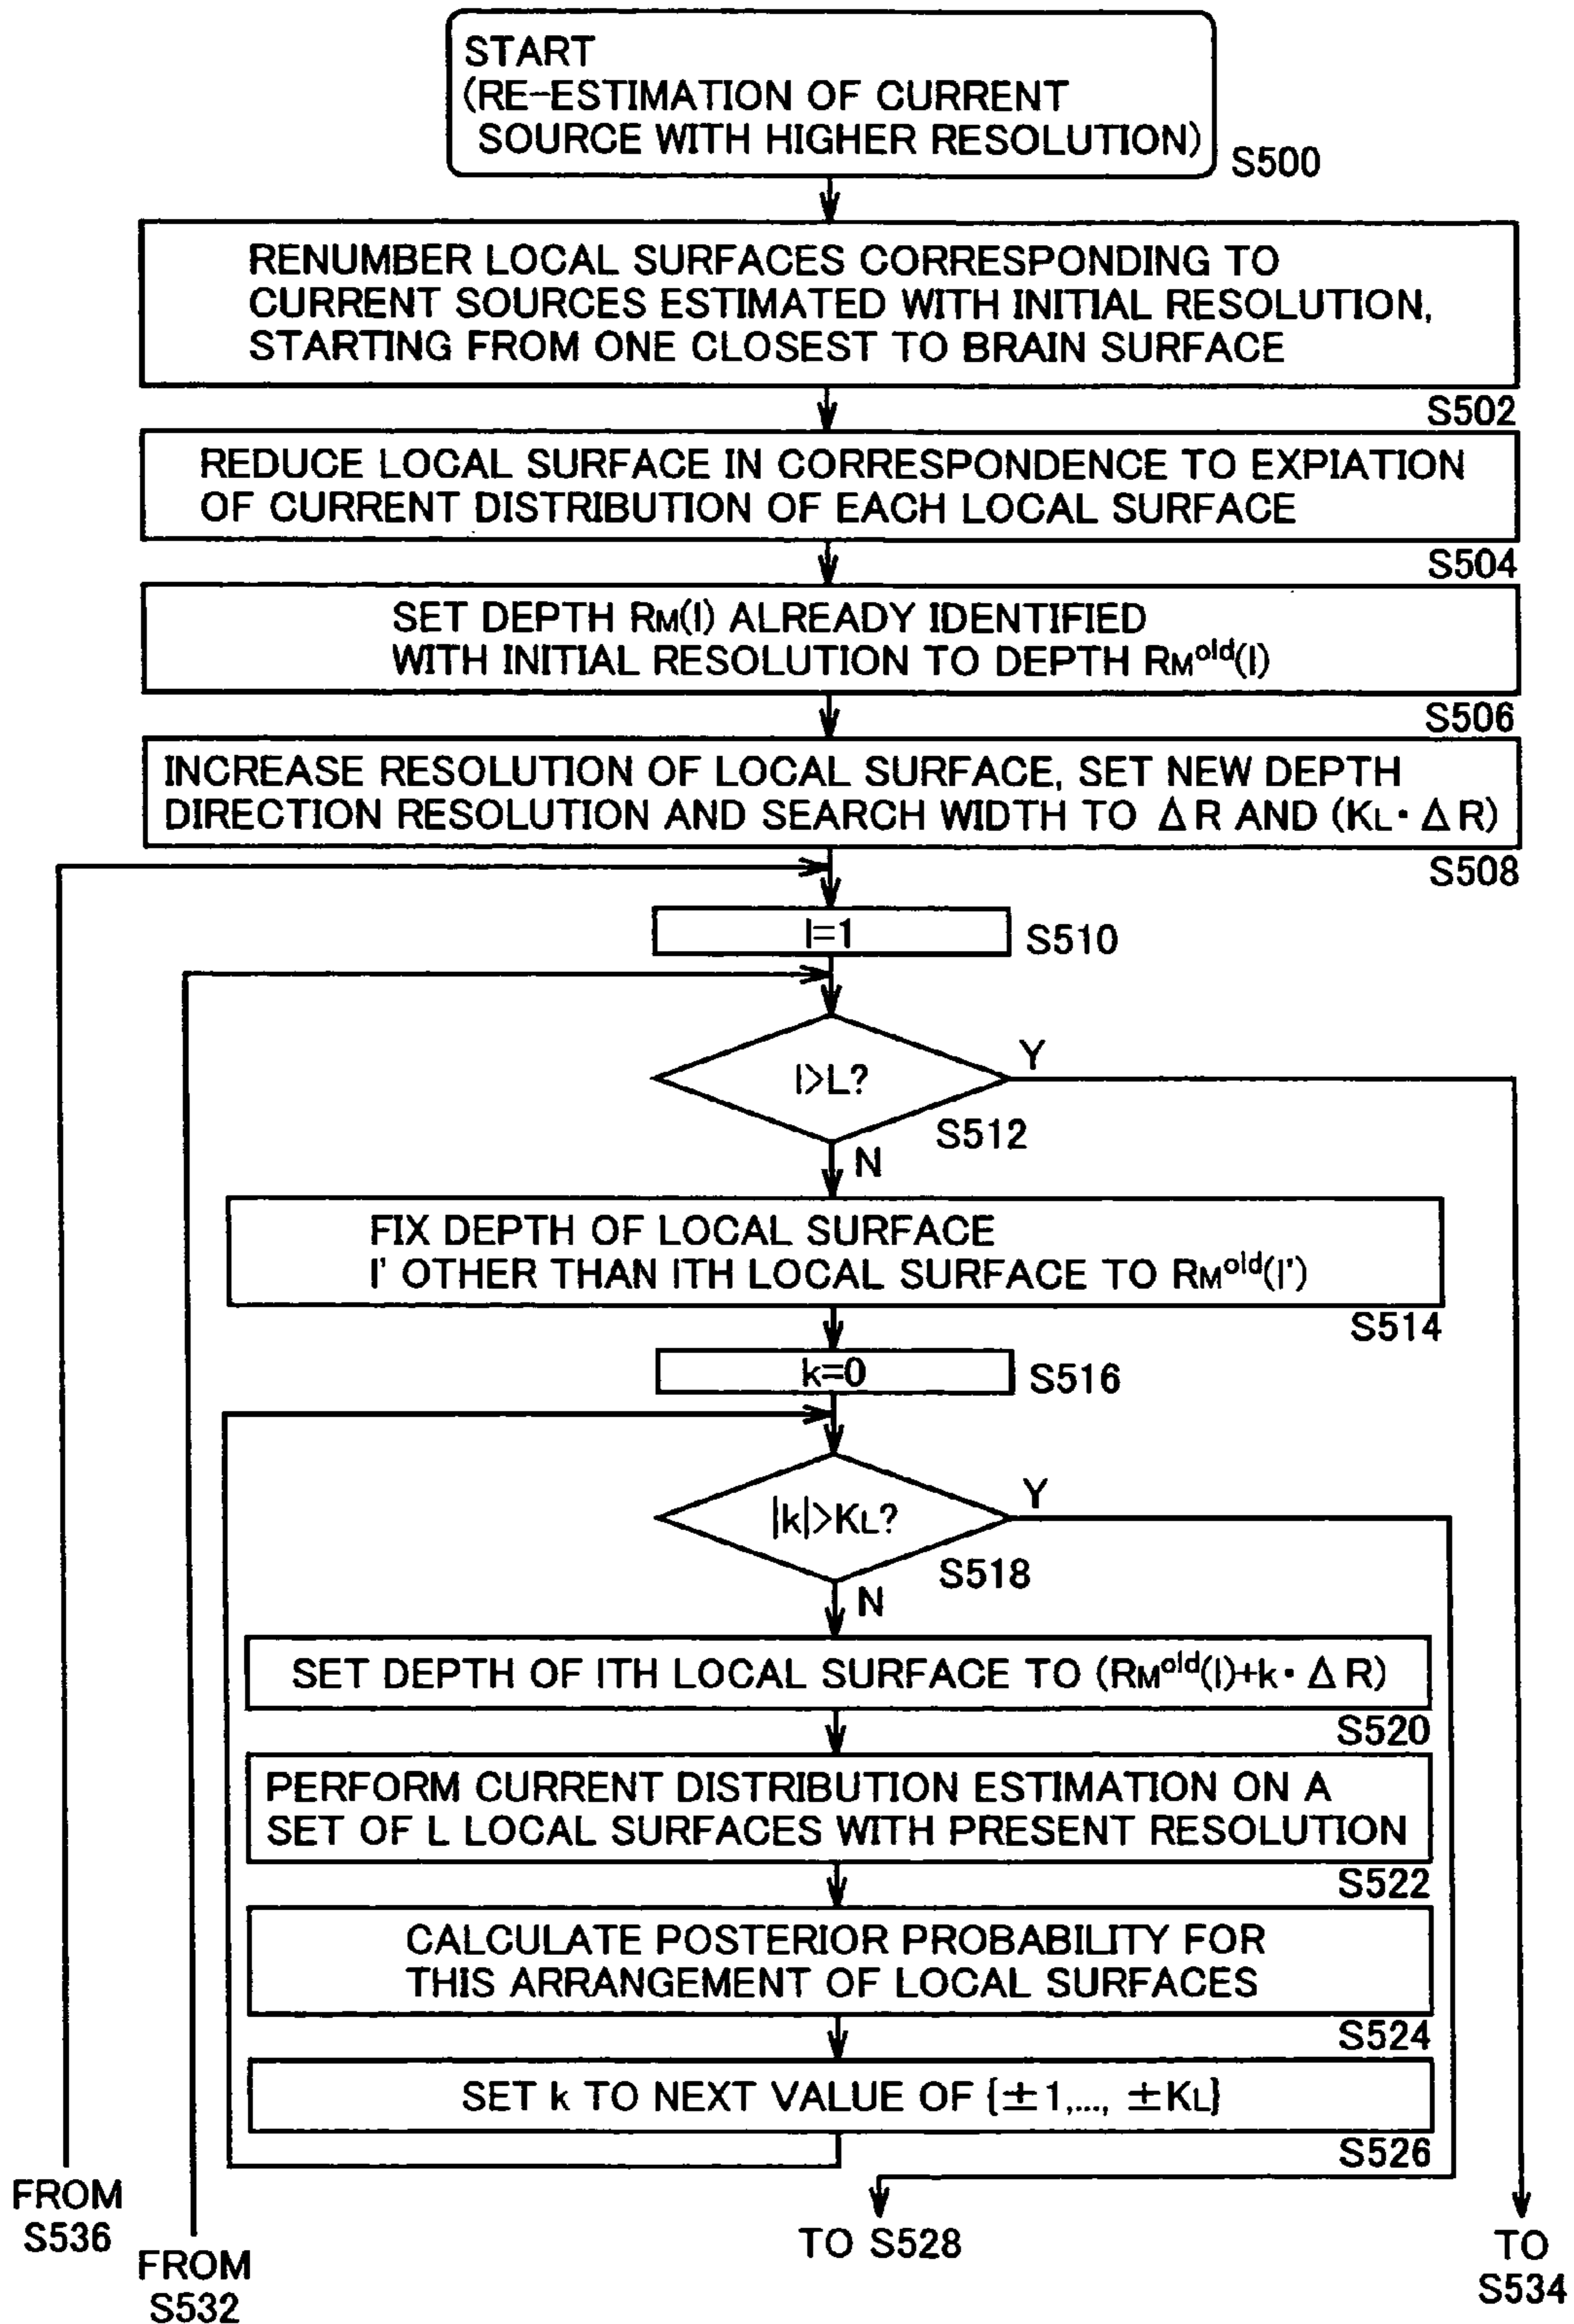 START
(RE-ESTIMATION OF CURRENT
SOURCE WITH HIGHER RESOLUTION)
S500
RENUMBER LOCAL SURFACES CORRESPONDING TO
CURRENT SOURCES ESTIMATED WITH INITIAL RESOLUTION,
STARTING FROM ONE CLOSEST TO BRAIN SURFACE
S502
REDUCE LOCAL SURFACE IN CORRESPONDENCE TO EXPIATION
OF CURRENT DISTRIBUTION OF EACH LOCAL SURFACE
S504
SET DEPTH RM(l) ALREADY IDENTIFIED
WITH INITIAL RESOLUTION TO DEPTH RM^old(l)
S506
INCREASE RESOLUTION OF LOCAL SURFACE, SET NEW DEPTH
DIRECTION RESOLUTION AND SEARCH WIDTH TO ΔR AND (KL・ΔR)
S508
l=1
S510
l>L?
Y
S512
N
FIX DEPTH OF LOCAL SURFACE
l' OTHER THAN lTH LOCAL SURFACE TO RM^old(l')
S514
k=0
S516
|k|>KL?
Y
S518
N
SET DEPTH OF lTH LOCAL SURFACE TO (RM^old(l)+k・ΔR)
S520
PERFORM CURRENT DISTRIBUTION ESTIMATION ON A
SET OF L LOCAL SURFACES WITH PRESENT RESOLUTION
S522
CALCULATE POSTERIOR PROBABILITY FOR
THIS ARRANGEMENT OF LOCAL SURFACES
S524
SET k TO NEXT VALUE OF {±1,..., ±KL}
S526
FROM
S536
FROM
S532
TO S528
TO
S534